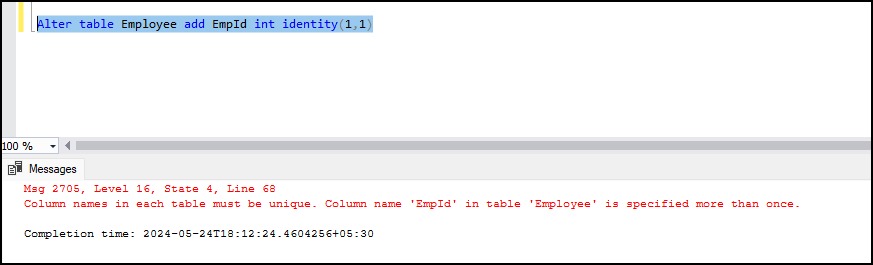 Alter table Employee add EmpId int identity(1,1)
100 %
Messages
Msg 2705, Level 16, State 4, Line 68
Column names in each table must be unique. Column name 'EmpId' in table 'Employee' is specified more than once.
Completion time: 2024-05-24T18:12:24.4604256+05:30